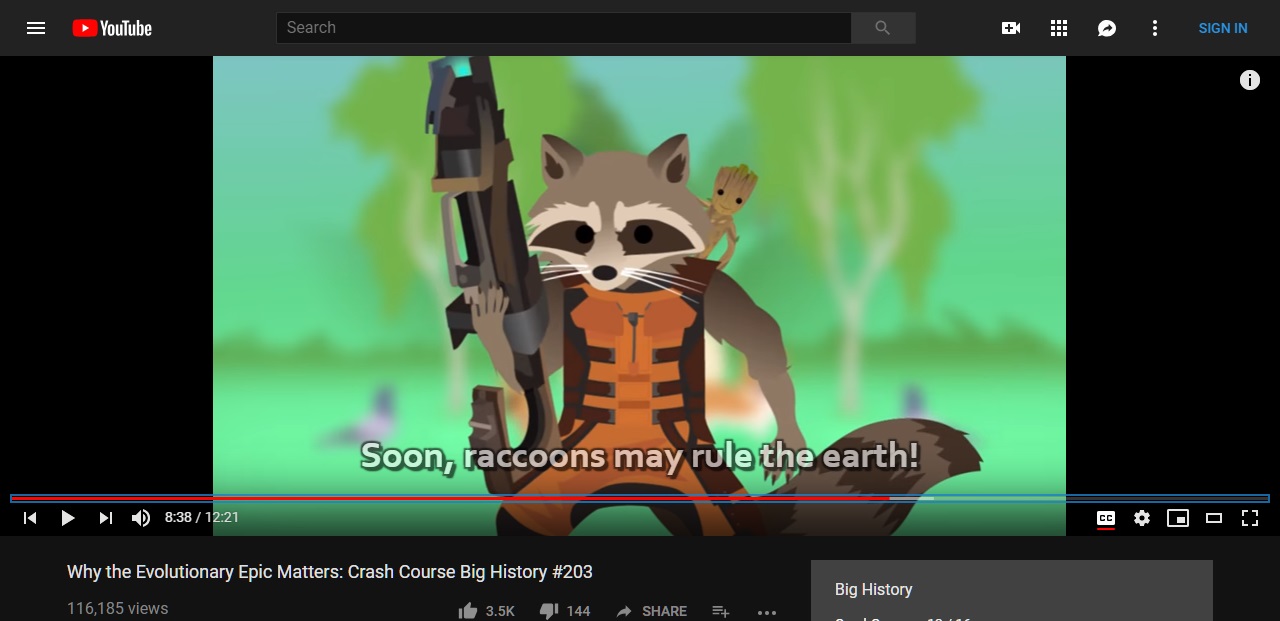 YouTube
Search
SIGN IN
Soon, raccoons may rule the earth!
8:38 / 12:21
CC
Why the Evolutionary Epic Matters: Crash Course Big History #203
116,185 views
3.5K
144
SHARE
Big History